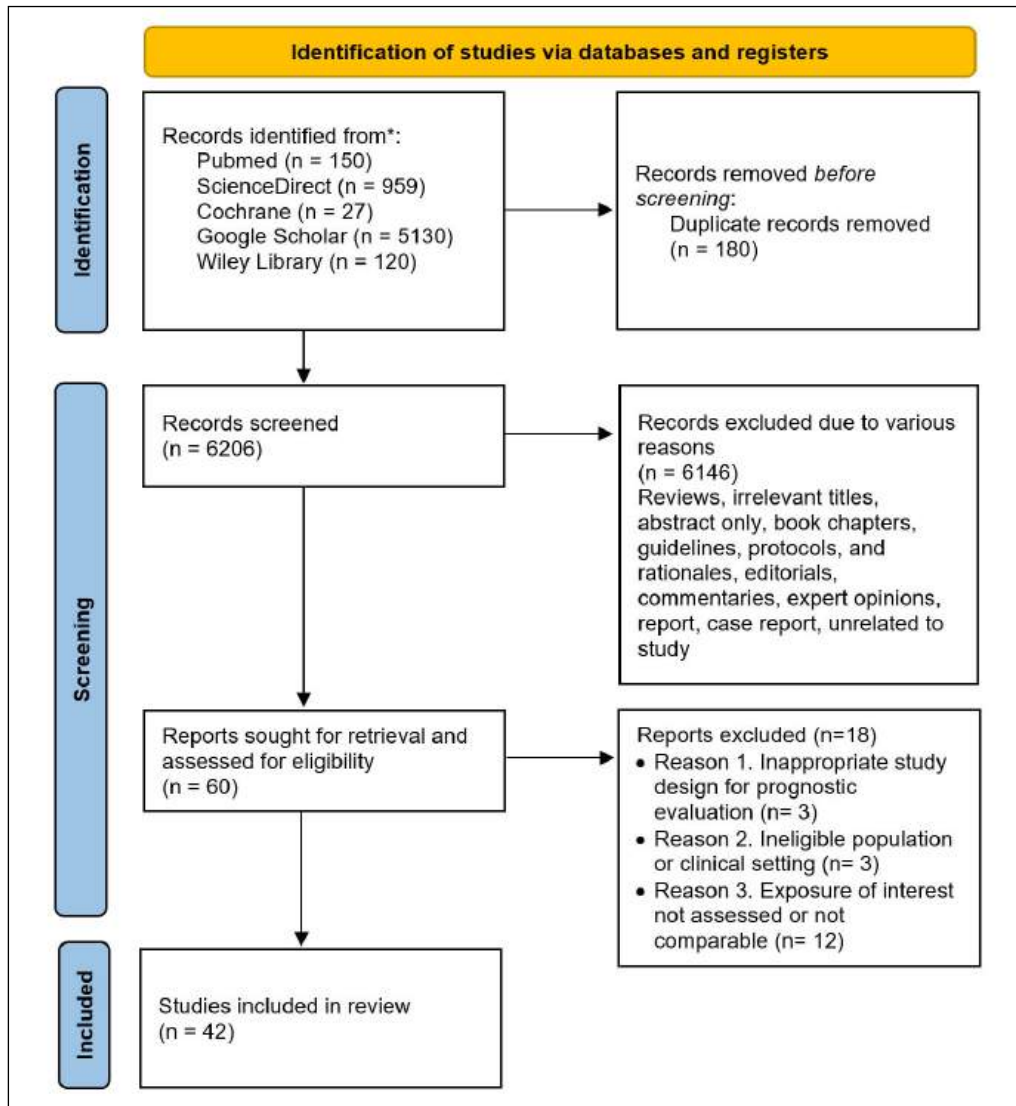 Identification of studies via databases and registers
Identification
Records identified from*:
Pubmed (n = 150)
ScienceDirect (n = 959)
Cochrane (n = 27)
Google Scholar (n = 5130)
Wiley Library (n = 120)
Records removed before
screening:
Duplicate records removed
(n = 180)
Screening
Records screened
(n = 6206)
Records excluded due to various
reasons
(n = 6146)
Reviews, irrelevant titles,
abstract only, book chapters,
guidelines, protocols, and
rationales, editorials,
commentaries, expert opinions,
report, case report, unrelated to
study
Reports sought for retrieval and
assessed for eligibility
(n = 60)
Reports excluded (n=18)
• Reason 1. Inappropriate study
design for prognostic
evaluation (n= 3)
• Reason 2. Ineligible population
or clinical setting (n= 3)
• Reason 3. Exposure of interest
not assessed or not
comparable (n= 12)
Included
Studies included in review
(n = 42)